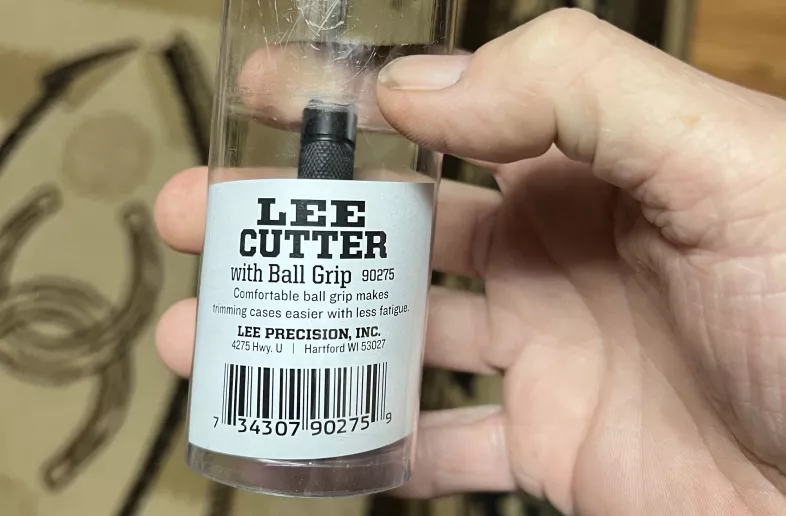 LEE
CUTTER
with Ball Grip 90275
Comfortable ball grip makes
trimming cases easier with less fatigue.
LEE PRECISION, INC.
4275 Hwy. U | Hartford WI 53027
7 34307 90275 9